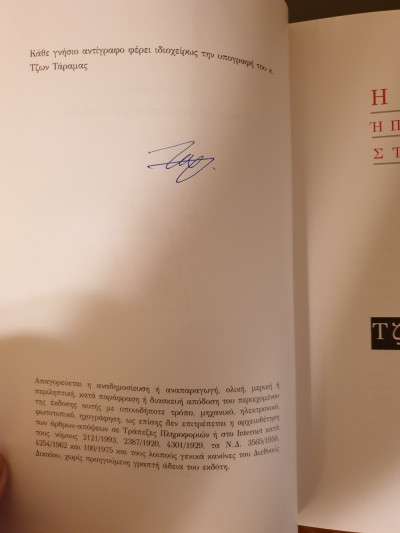 Κάθε γνήσιο αντίγραφο φέρει ιδιοχείρως την υπογραφή του κ.
Τζων Τάραμας
Απαγορεύεται η αναδημοσίευση ή αναπαραγωγή, ολική, μερική ή
περιληπτική, κατά παράφραση ή διασκευή απόδοση του περιεχομένου
της έκδοσης αυτής με οποιοδήποτε τρόπο, μηχανικό, ηλεκτρονικό,
φωτοτυπικό, ηχογράφηση, ως επίσης δεν επιτρέπεται η αρχειοθέτηση
των άρθρων-απόψεων σε Τράπεζες Πληροφοριών ή στο Internet κατά
τους νόμους 2121/1993, 2387/1920, 4301/1929, τα Ν.Δ. 3565/1956,
4254/1962 και 100/1975 και τους λοιπούς γενικά κανόνες του Διεθνούς
Δικαίου, χωρίς προηγούμενη γραπτή άδεια του εκδότη.
Η
Ή Π
Σ Τ
Τζ